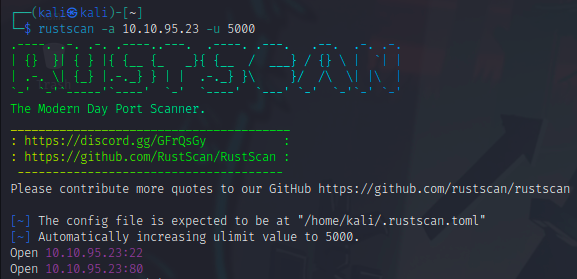 ┌──(kali㉿kali)-[~]
└─$ rustscan -a 10.10.95.23 -u 5000
.----. .-. .-. .----..---.  .----. .---.   .--.  .-. .-.
| {}  }| { } |{ {__ {_   _}{ {__  /  ___} / {} \ |  `| |
| .-. \| {_} |.-._} } | |  .-._} }\     }/  /\  \| |\  |
`-' `-'`-----'`----'  `-'  `----'  `---' `-'  `-'`-' `-'
The Modern Day Port Scanner.
________________________________________
: https://discord.gg/GFrQsGy           :
: https://github.com/RustScan/RustScan :
 --------------------------------------
Please contribute more quotes to our GitHub https://github.com/rustscan/rustscan
[~] The config file is expected to be at "/home/kali/.rustscan.toml"
[~] Automatically increasing ulimit value to 5000.
Open 10.10.95.23:22
Open 10.10.95.23:80